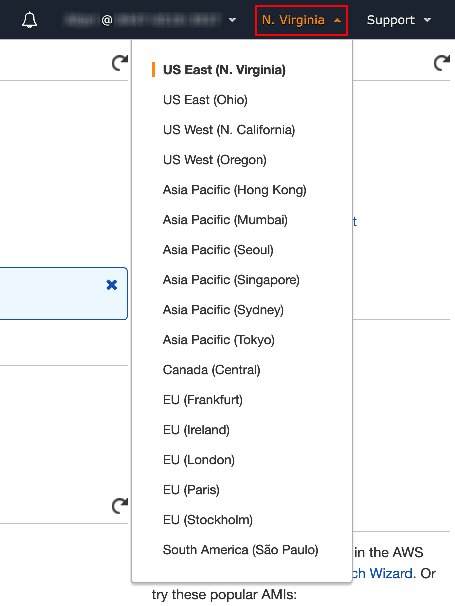 @ N. Virginia Support
US East (N. Virginia)
US East (Ohio)
US West (N. California)
US West (Oregon)
Asia Pacific (Hong Kong)
Asia Pacific (Mumbai)
t
Asia Pacific (Seoul)
Asia Pacific (Singapore)
Asia Pacific (Sydney)
Asia Pacific (Tokyo)
Canada (Central)
EU (Frankfurt)
EU (Ireland)
EU (London)
EU (Paris)
EU (Stockholm)
South America (São Paulo)
in the AWS
ch Wizard. Or
try these popular AMIs: